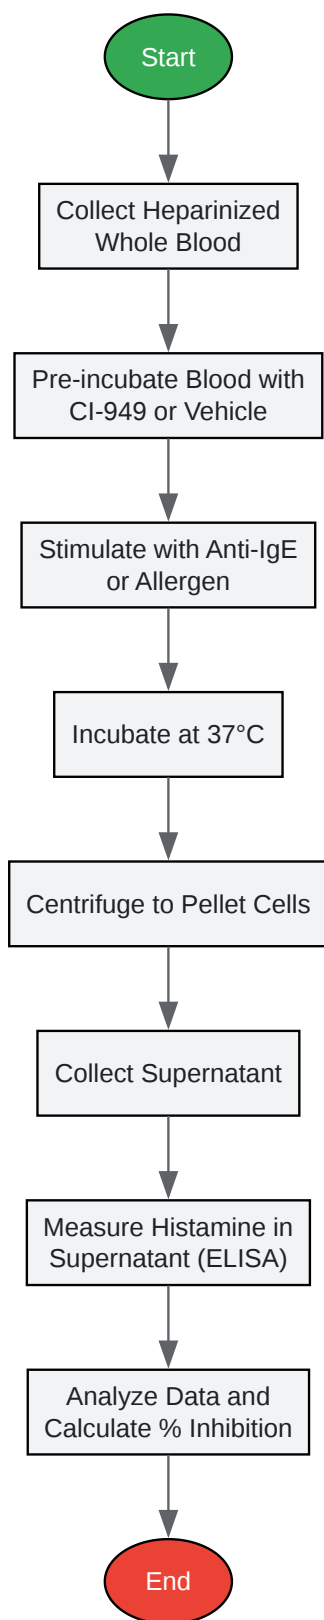 Start
Collect Heparinized
Whole Blood
Pre-incubate Blood with
CI-949 or Vehicle
Stimulate with Anti-IgE
or Allergen
Incubate at 37°C
Centrifuge to Pellet Cells
Collect Supernatant
Measure Histamine in
Supernatant (ELISA)
Analyze Data and
Calculate % Inhibition
End